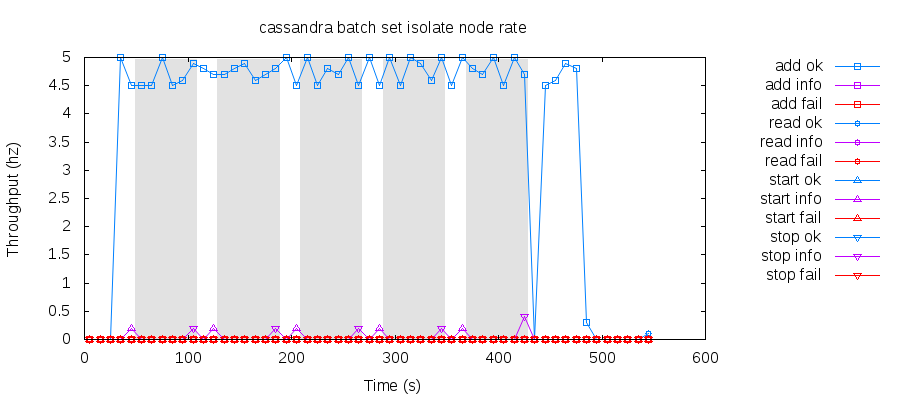 cassandra batch set isolate node rate
Throughput (hz)
5
4.5
4
3.5
3
2.5
2
1.5
1
0.5
0
0 100 200 300 400 500 600
Time (s)
add ok
add info
add fail
read ok
read info
read fail
start ok
start info
start fail
stop ok
stop info
stop fail